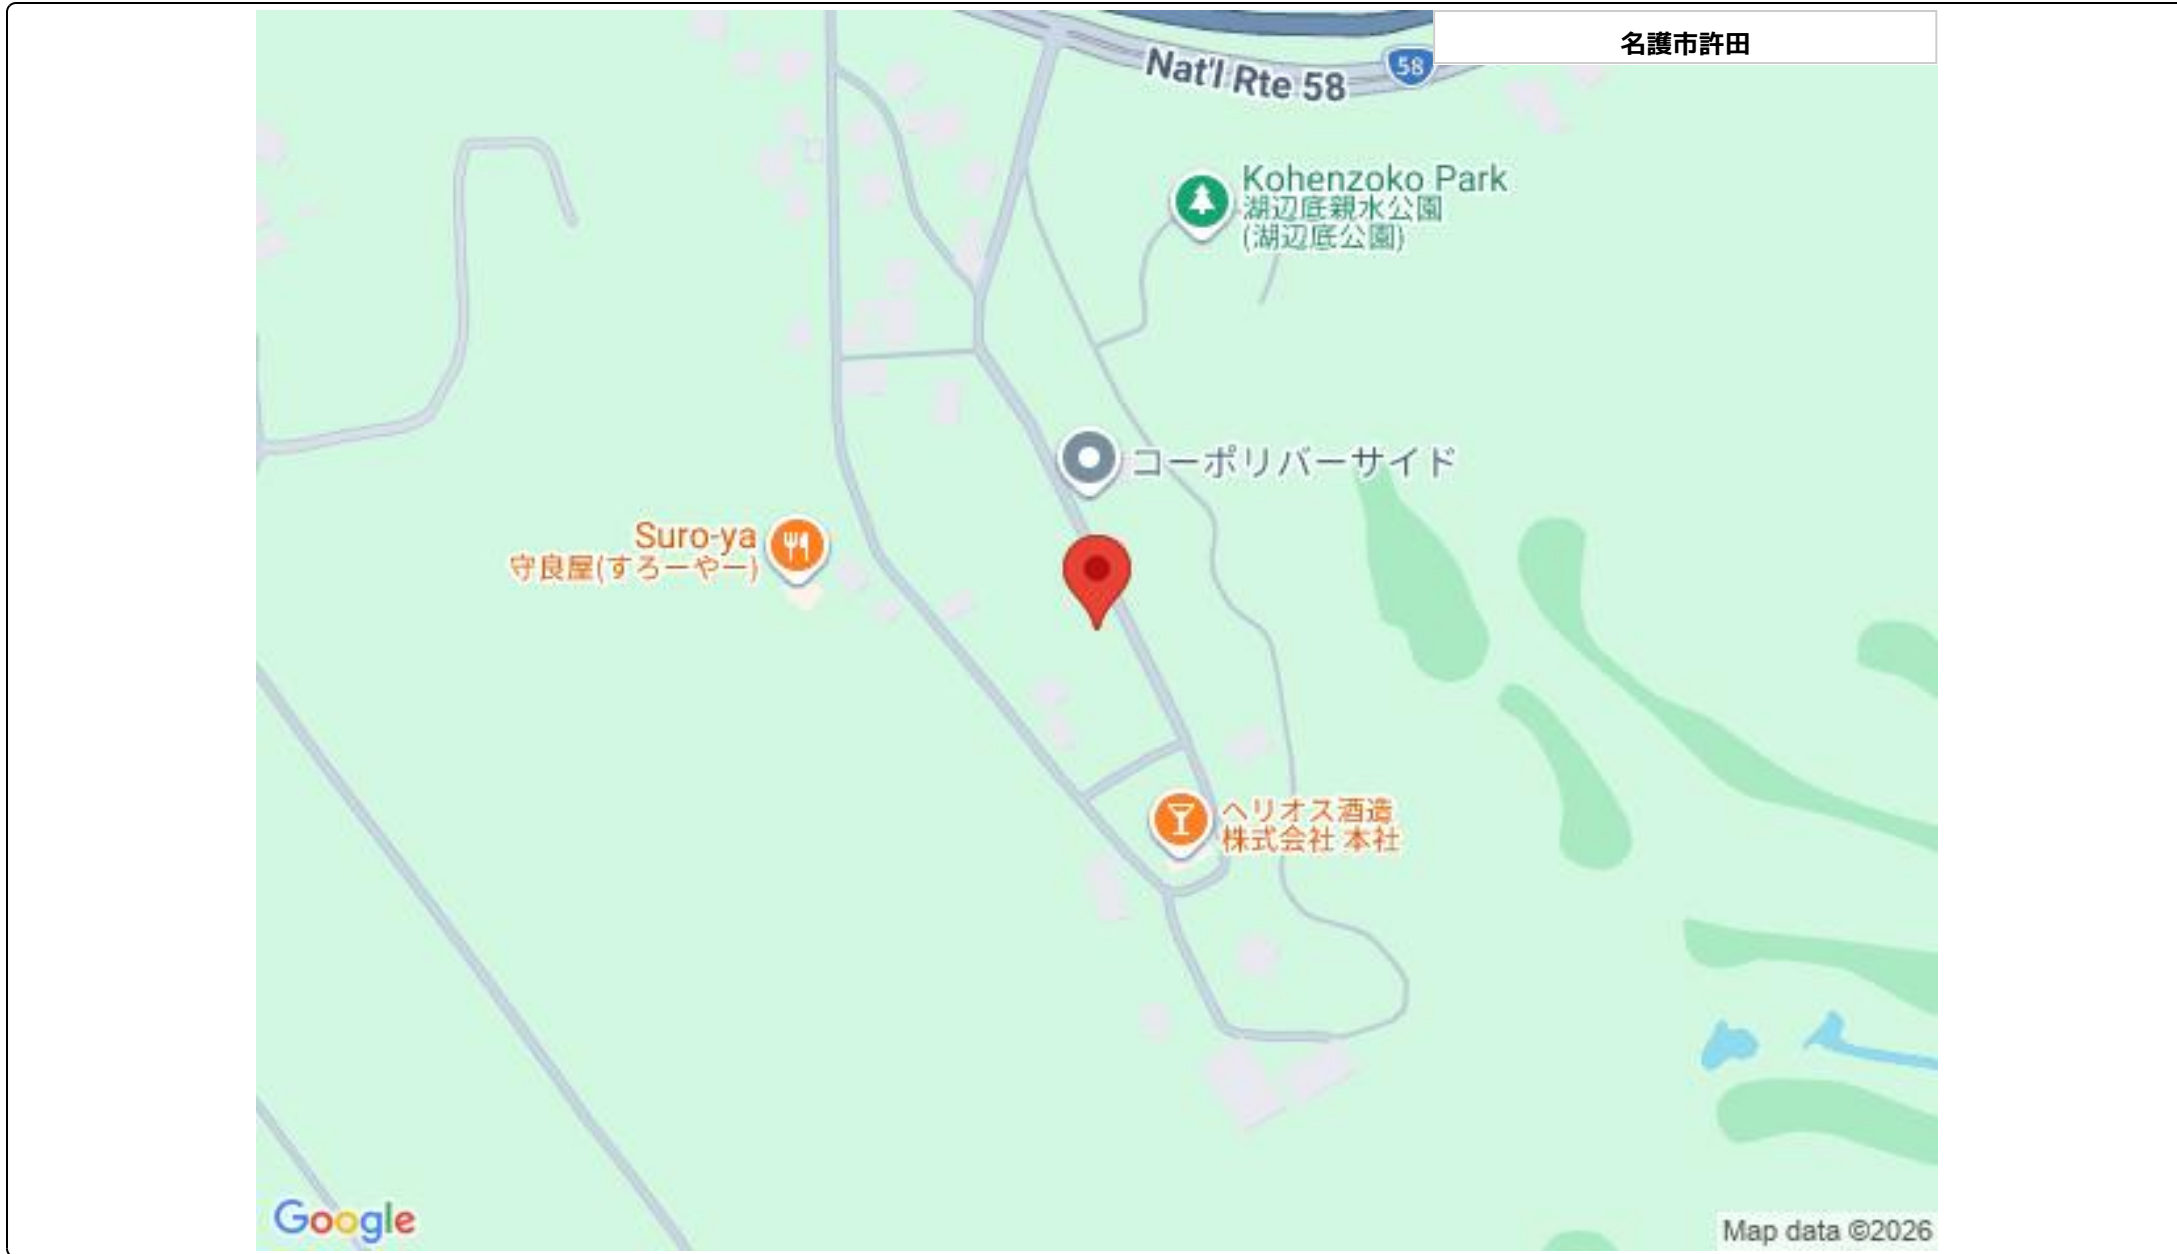 名護市許田
Nat'l Rte 58
58
Kohenzoko Park
湖辺底親水公園
(湖辺底公園)
コーポリバーサイド
Suro-ya
守良屋(すろーやー)
ヘリオス酒造
株式会社 本社
Google
Map data ©2026